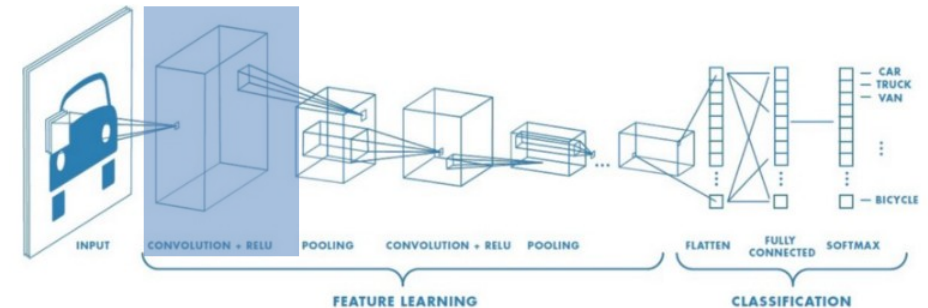 CAR
TRUCK
VAN
BICYCLE
INPUT CONVOLUTION + RELU POOLING CONVOLUTION + RELU POOLING FLATTEN FULLY CONNECTED SOFTMAX
FEATURE LEARNING CLASSIFICATION